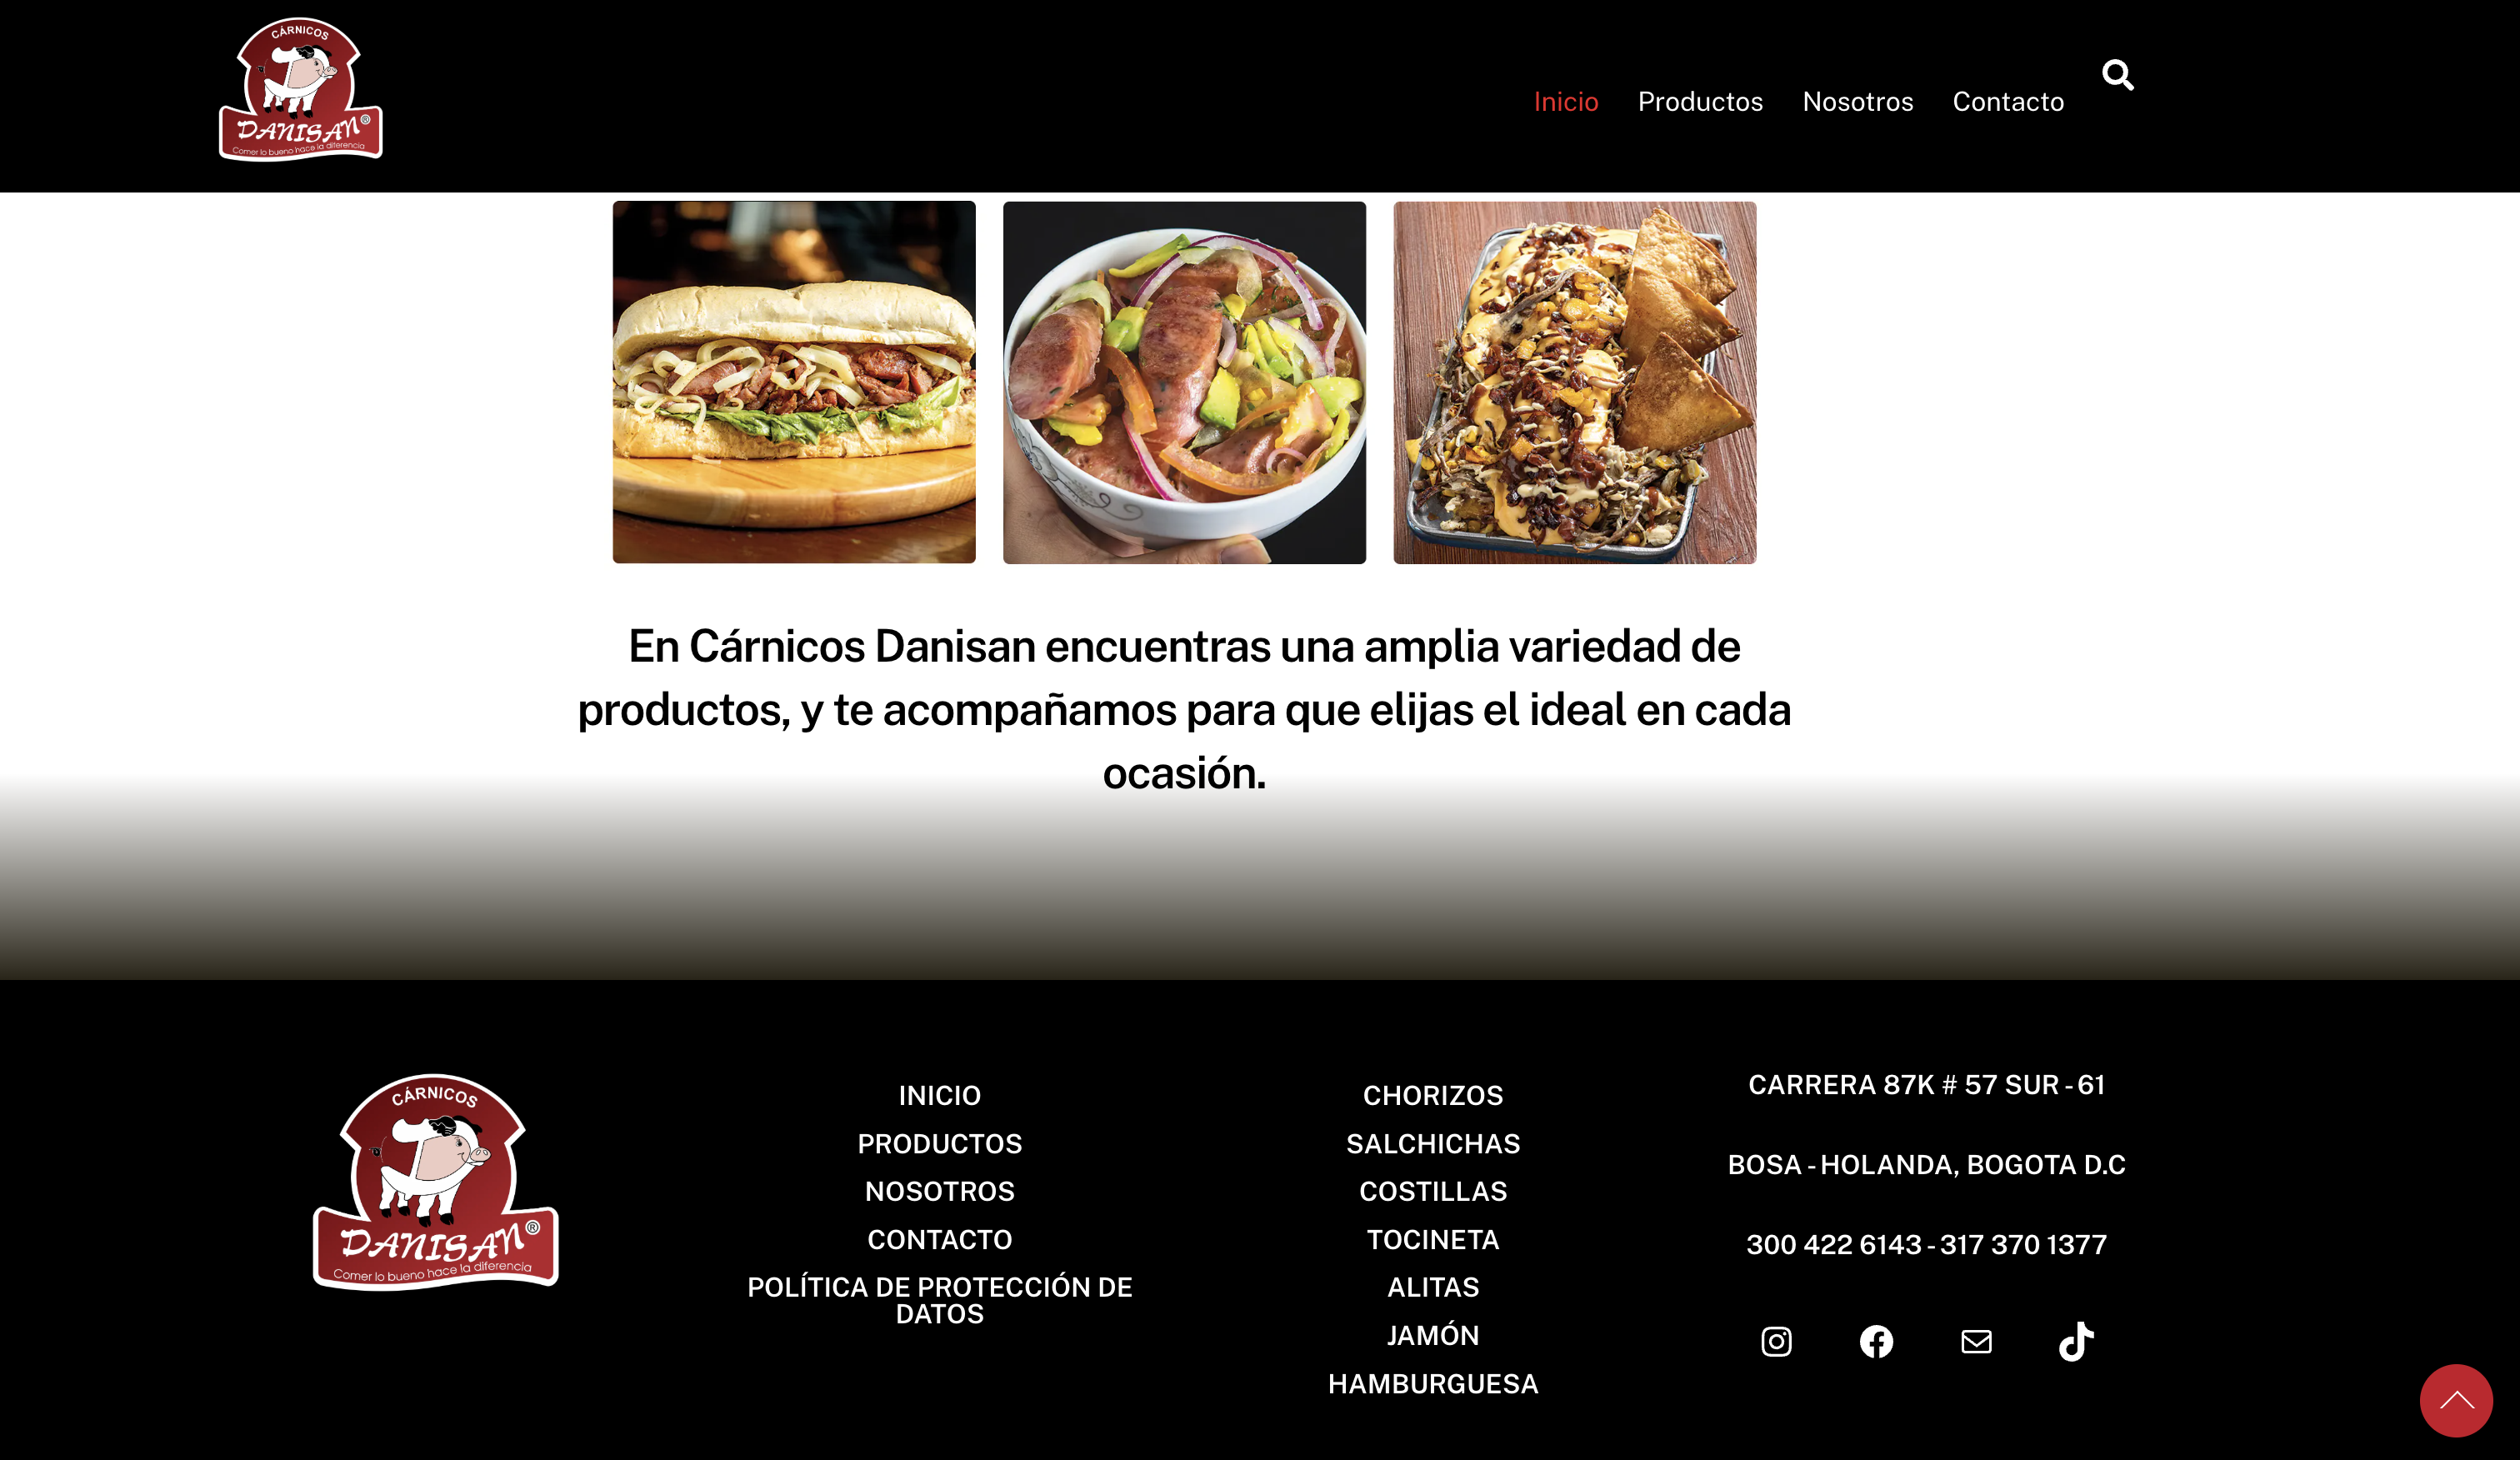 CÁRNICOS
DANISAN®
Comer lo bueno hace la diferencia
Inicio
Productos
Nosotros
Contacto
En Cárnicos Danisan encuentras una amplia variedad de
productos, y te acompañamos para que elijas el ideal en cada
ocasión.
CÁRNICOS
DANISAN®
Comer lo bueno hace la diferencia
INICIO
PRODUCTOS
NOSOTROS
CONTACTO
POLÍTICA DE PROTECCIÓN DE
DATOS
CHORIZOS
SALCHICHAS
COSTILLAS
TOCINETA
ALITAS
JAMÓN
HAMBURGUESA
CARRERA 87K # 57 SUR - 61
BOSA - HOLANDA, BOGOTA D.C
300 422 6143 - 317 370 1377